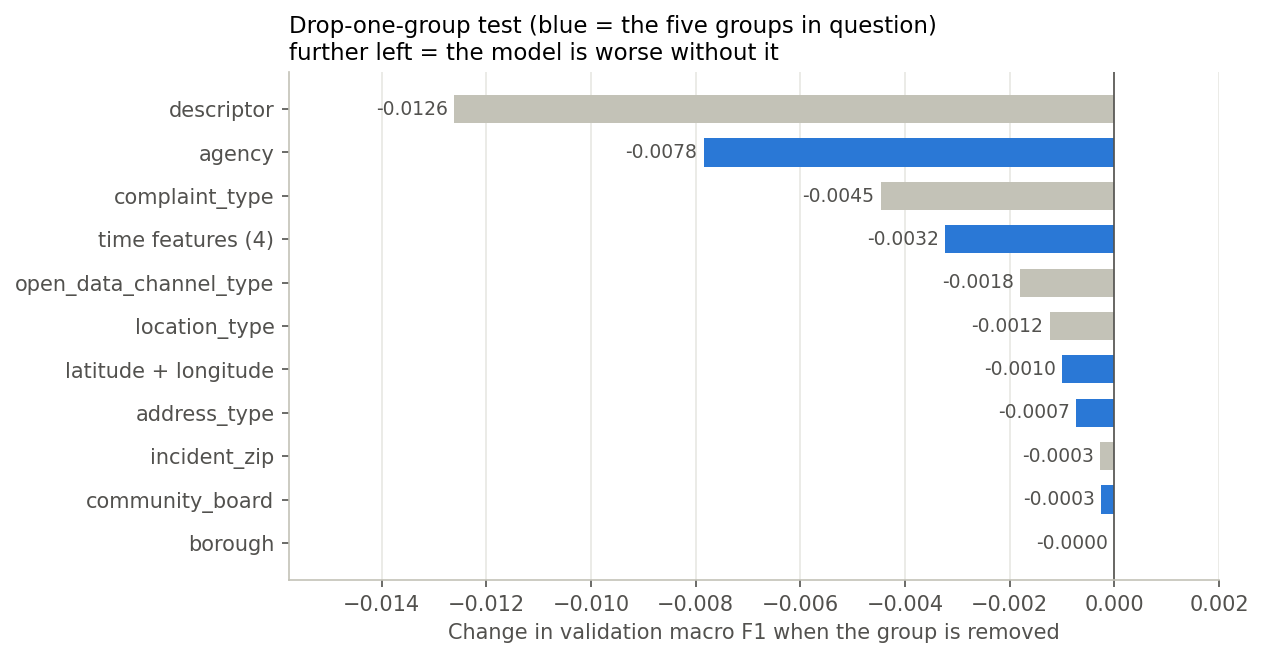 Drop-one-group test (blue = the five groups in question)
further left = the model is worse without it
descriptor
-0.0126
agency
-0.0078
complaint_type
-0.0045
time features (4)
-0.0032
open_data_channel_type
-0.0018
location_type
-0.0012
latitude + longitude
-0.0010
address_type
-0.0007
incident_zip
-0.0003
community_board
-0.0003
borough
-0.0000
−0.014 −0.012 −0.010 −0.008 −0.006 −0.004 −0.002 0.000 0.002
Change in validation macro F1 when the group is removed